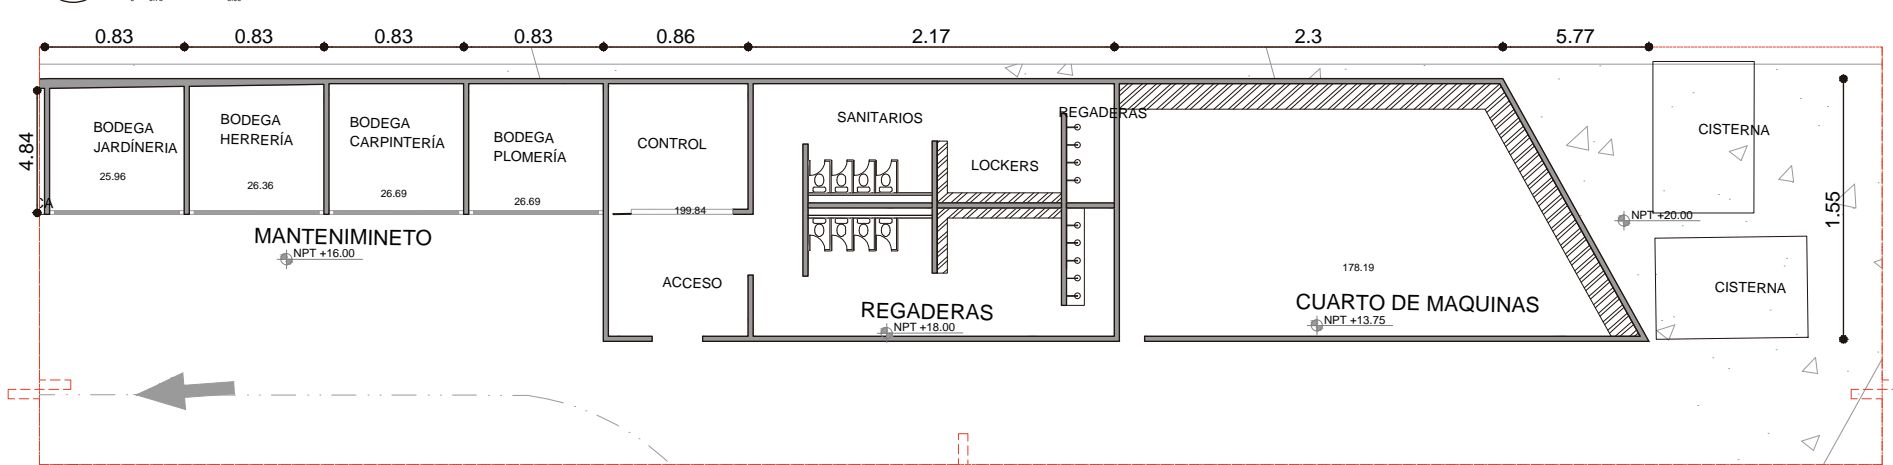 0.83 0.83 0.83 0.83 0.86 2.17 2.3 5.77
4.84
BODEGA
JARDÍNERIA
25.96
BODEGA
HERRERÍA
26.36
BODEGA
CARPINTERÍA
26.69
BODEGA
PLOMERÍA
26.69
CONTROL
199.84
SANITARIOS
LOCKERS
REGADERAS
CISTERNA
NPT +20.00
1.55
MANTENIMINETO
NPT +16.00
ACCESO
REGADERAS
NPT +18.00
178.19
CUARTO DE MAQUINAS
NPT +13.75
CISTERNA